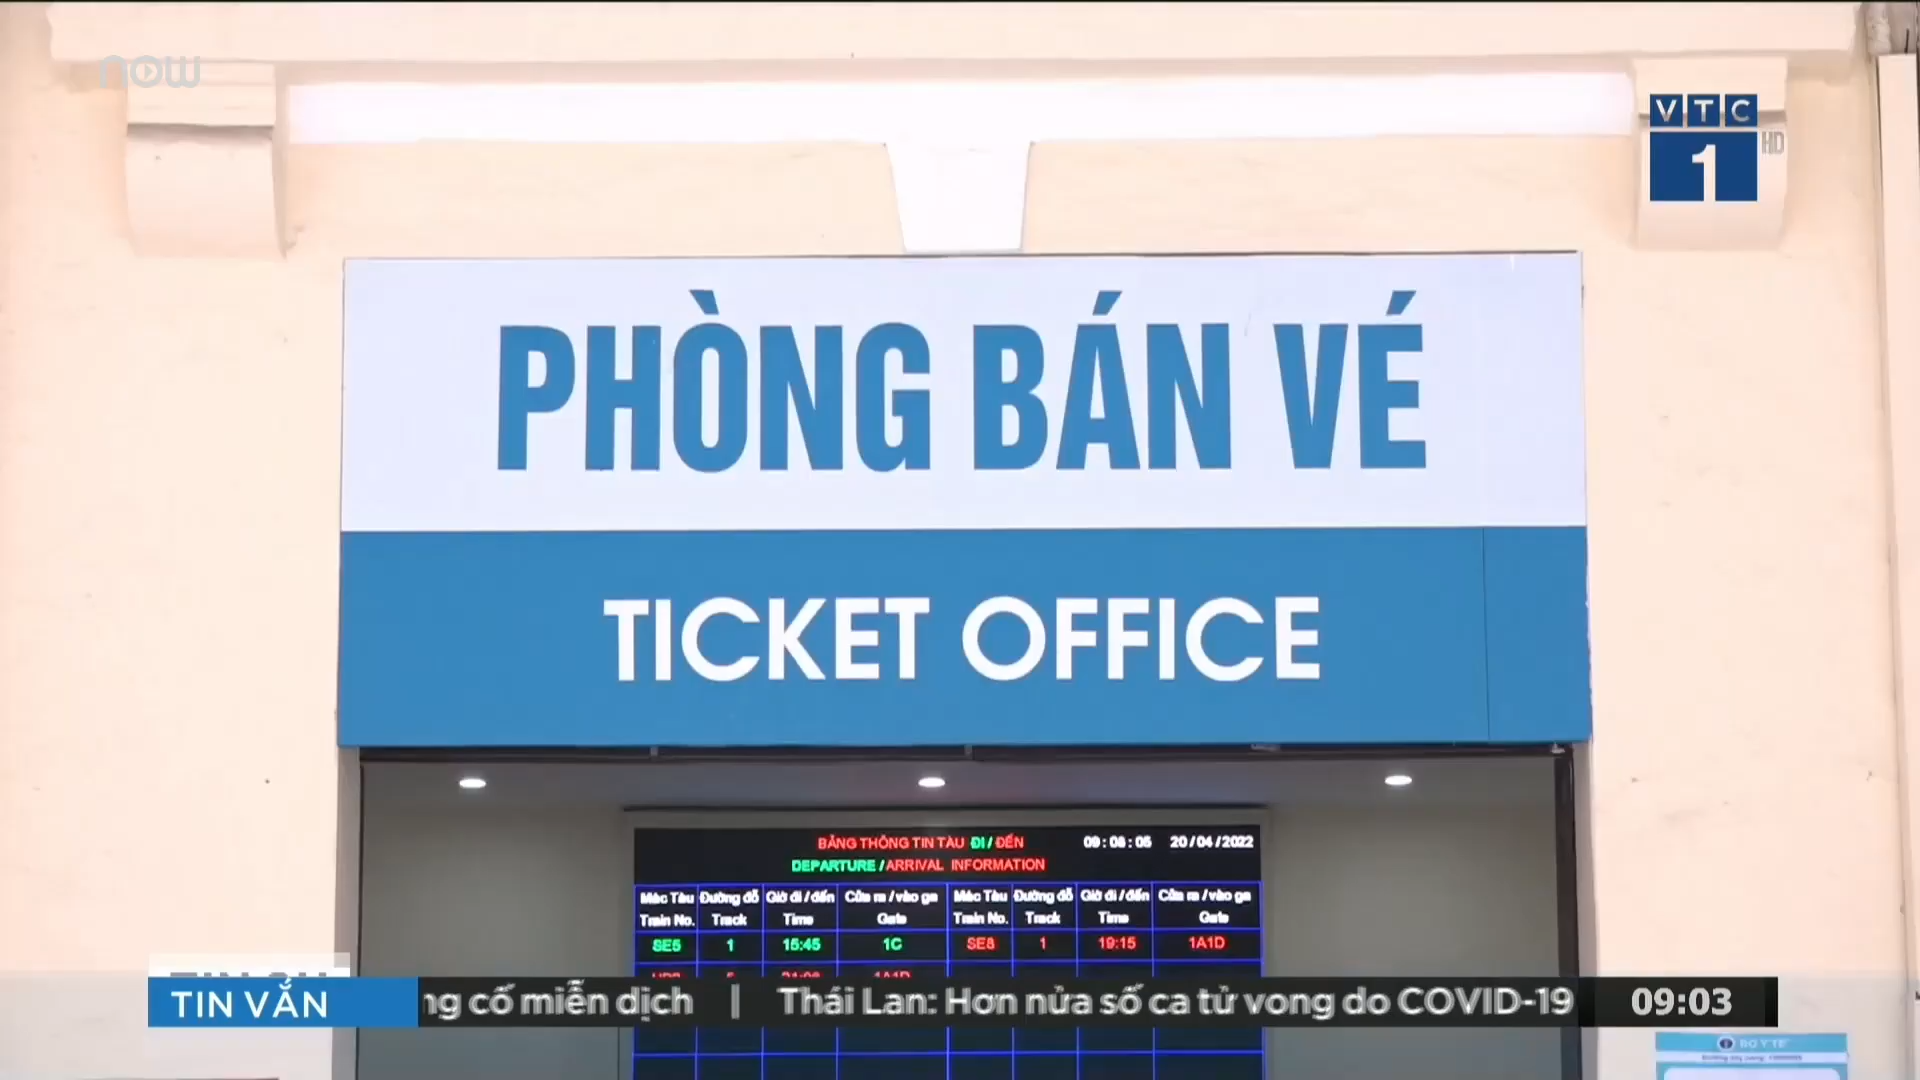 now
VTC
1
HD
PHÒNG BÁN VÉ
TICKET OFFICE
BẢNG THÔNG TIN TÀU ĐI / ĐẾN 09:08:05 20/04/2022
DEPARTURE / ARRIVAL INFORMATION
Mác Tàu Đường đỗ Giờ đi / đến Cửa ra / vào ga Mác Tàu Đường đỗ Giờ đi / đến Cửa ra / vào ga
Train No. Track Time Gate Train No. Track Time Gate
SE5 1 15:45 1C SE8 1 19:15 1A1D
TIN VẮN
ng cố miễn dịch | Thái Lan: Hơn nửa số ca tử vong do COVID-19
09:03
BỘ Y TẾ